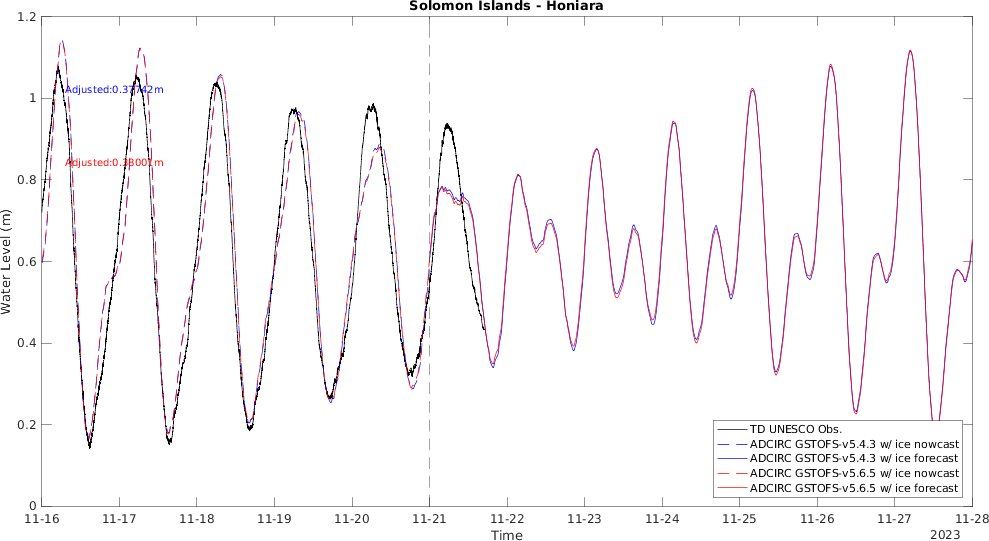 Solomon Islands - Honiara
1.2
1
0.8
0.6
0.4
0.2
0
Water Level (m)
Adjusted:0.37742m
Adjusted:0.38001m
TD UNESCO Obs.
ADCIRC GSTOFS-v5.4.3 w/ ice nowcast
ADCIRC GSTOFS-v5.4.3 w/ ice forecast
ADCIRC GSTOFS-v5.6.5 w/ ice nowcast
ADCIRC GSTOFS-v5.6.5 w/ ice forecast
11-16 11-17 11-18 11-19 11-20 11-21 11-22 11-23 11-24 11-25 11-26 11-27 11-28
Time
2023